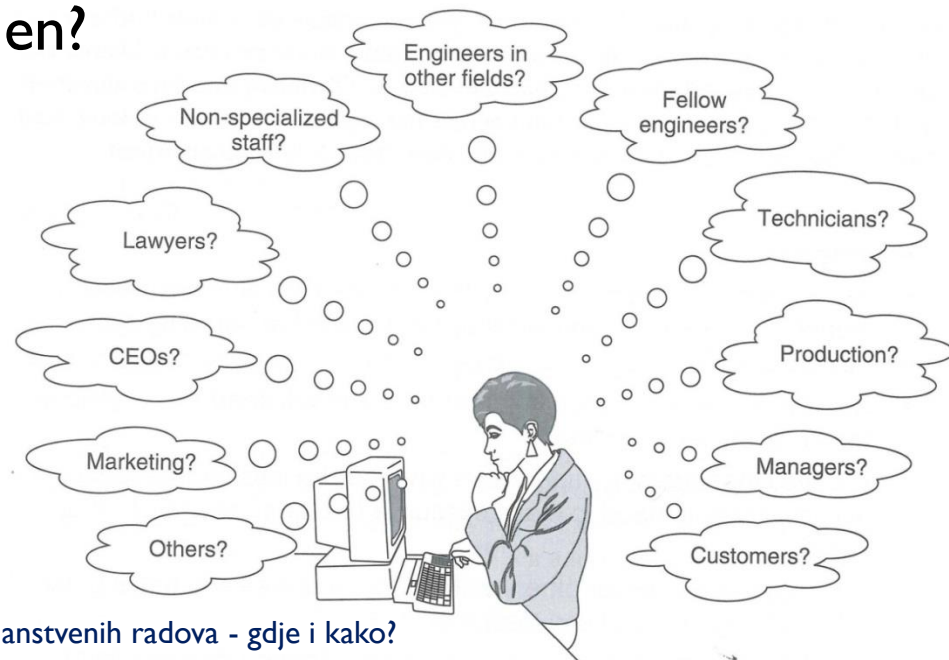 en?
Engineers in
other fields?
Non-specialized
staff?
Fellow
engineers?
Lawyers?
Technicians?
CEOs?
Production?
Marketing?
Managers?
Others?
Customers?
anstvenih radova - gdje i kako?